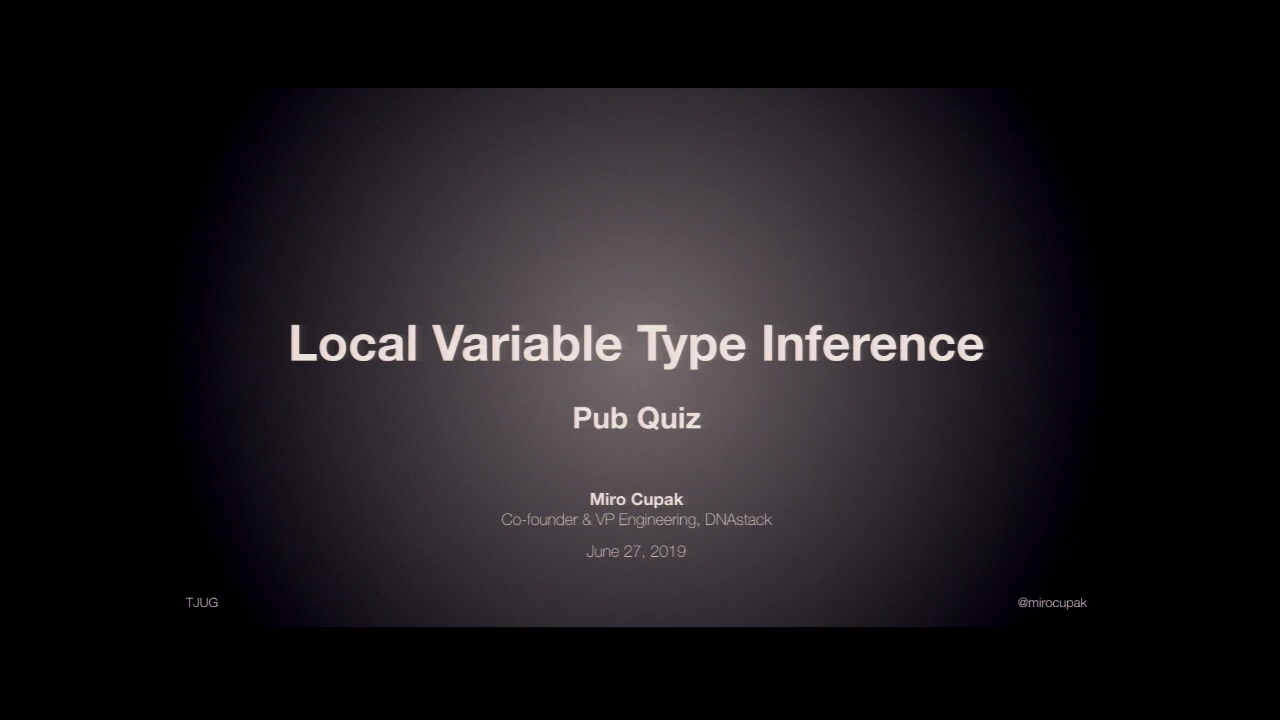 Local Variable Type Inference
Pub Quiz
Miro Cupak
Co-founder & VP Engineering, DNAstack
June 27, 2019
TJUG
@mirocupak